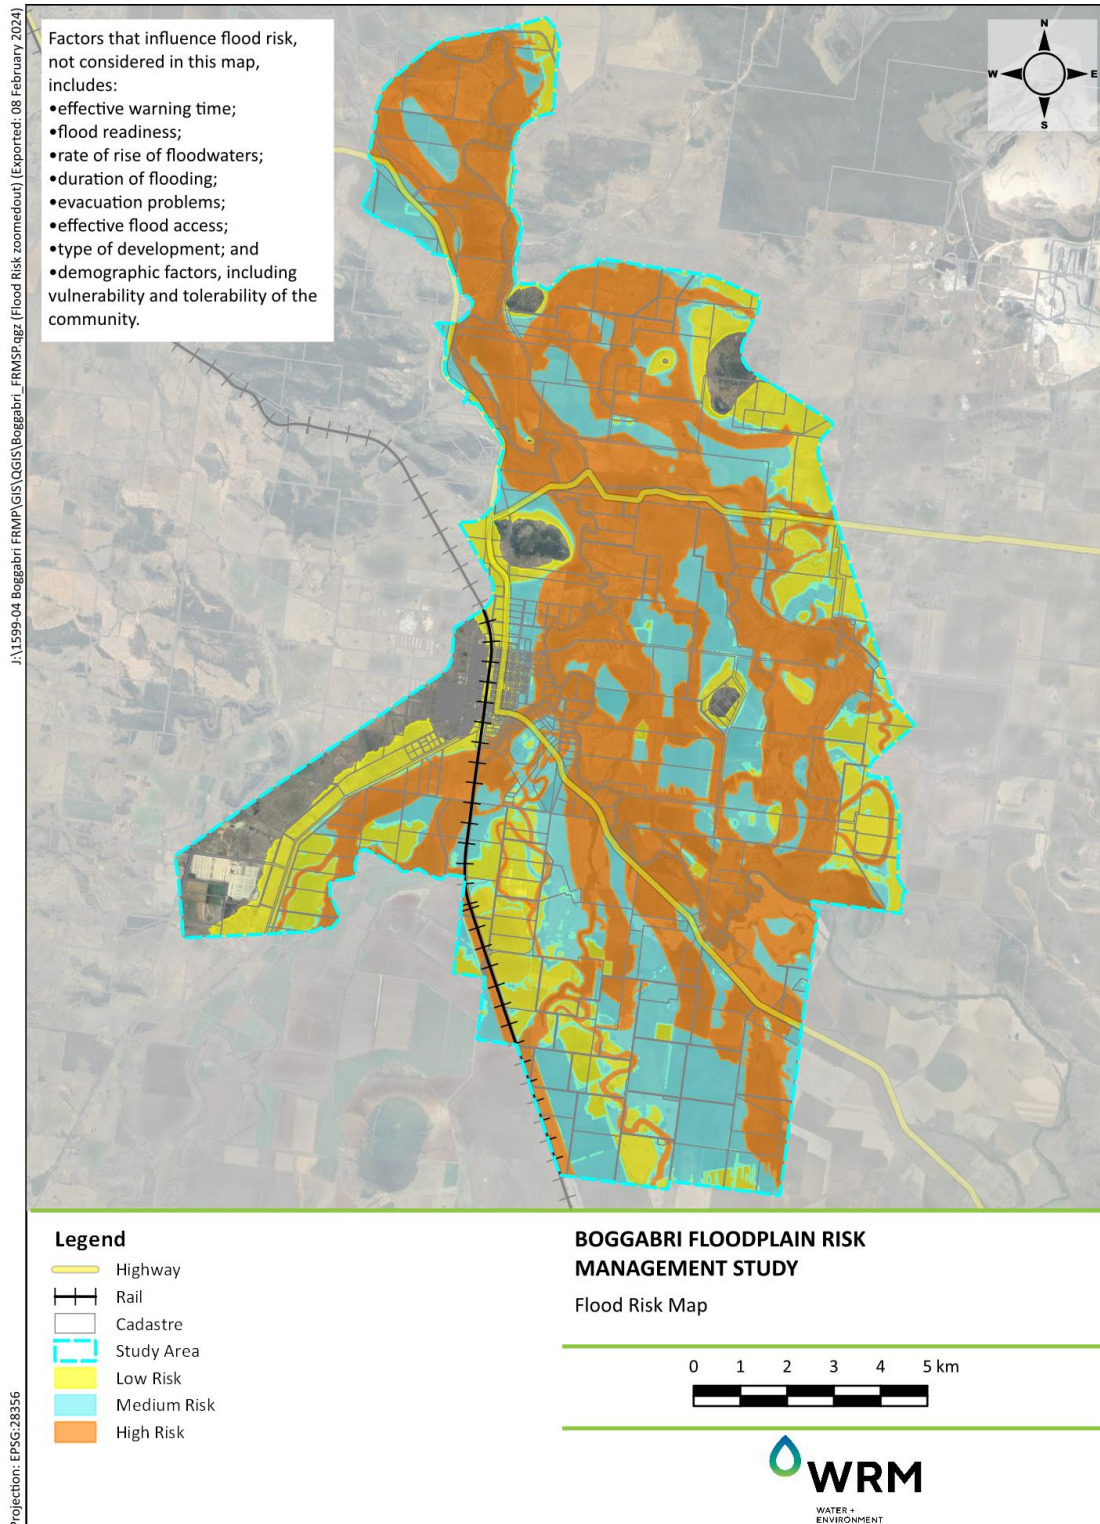 J:\1599-04 Boggabri FRMP\GIS\QGIS\Boggabri_FRMSP.qgz (Flood Risk zoomedout) (Exported: 08 February 2024)
Factors that influence flood risk,
not considered in this map,
includes:
•effective warning time;
•flood readiness;
•rate of rise of floodwaters;
•duration of flooding;
•evacuation problems;
•effective flood access;
•type of development; and
•demographic factors, including
vulnerability and tolerability of the
community.
N
W E
S
Legend
Highway
Rail
Cadastre
Study Area
Low Risk
Medium Risk
High Risk
BOGGABRI FLOODPLAIN RISK
MANAGEMENT STUDY
Flood Risk Map
0 1 2 3 4 5 km
WRM
WATER +
ENVIRONMENT
Projection: EPSG:28356